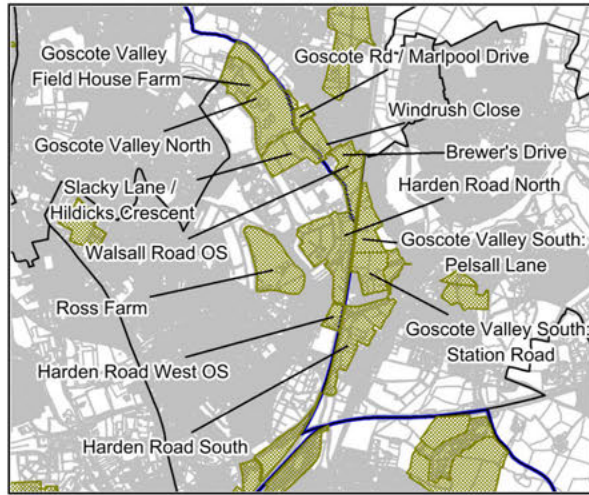 Goscote Valley
Field House Farm
Goscote Rd / Marlpool Drive
Windrush Close
Goscote Valley North
Brewer's Drive
Slacky Lane /
Hildicks Crescent
Harden Road North
Walsall Road OS
Goscote Valley South:
Pelsall Lane
Ross Farm
Goscote Valley South:
Station Road
Harden Road West OS
Harden Road South